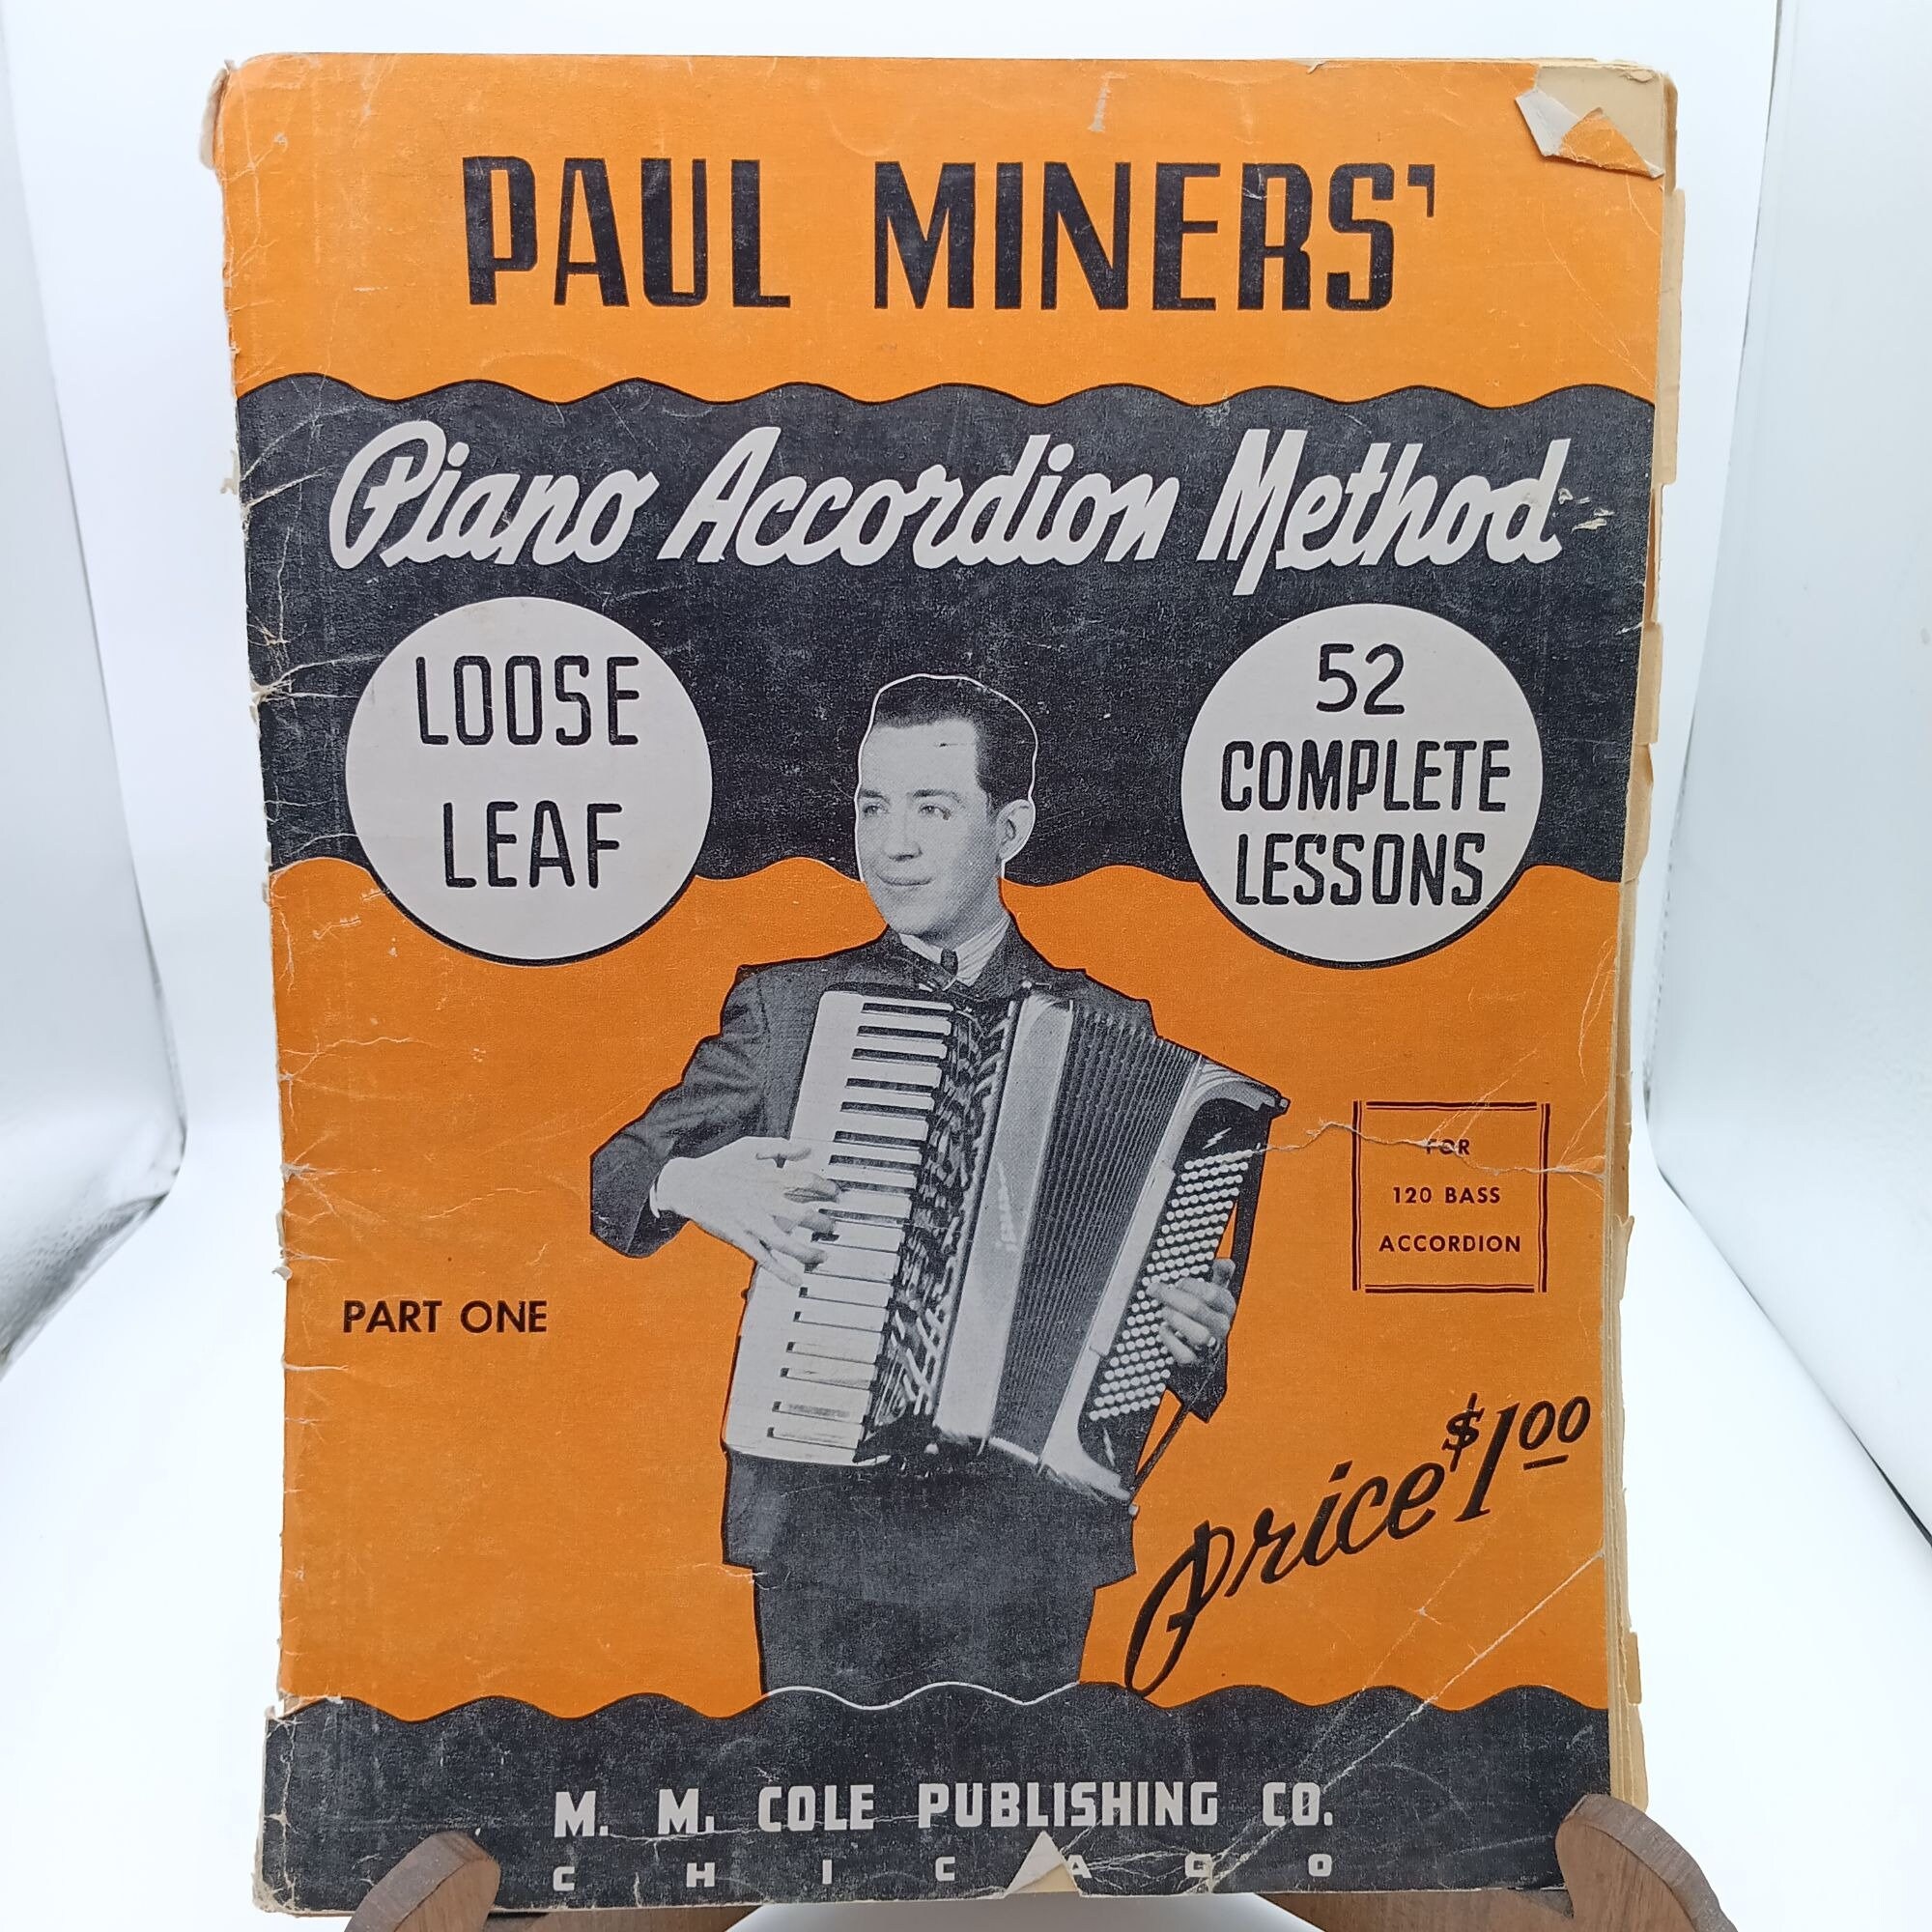 PAUL MINERS'
Piano Accordion Method
LOOSE
LEAF
52
COMPLETE
LESSONS
FOR
120 BASS
ACCORDION
PART ONE
Price $1.00
M. M. COLE PUBLISHING CO.
CHICAGO